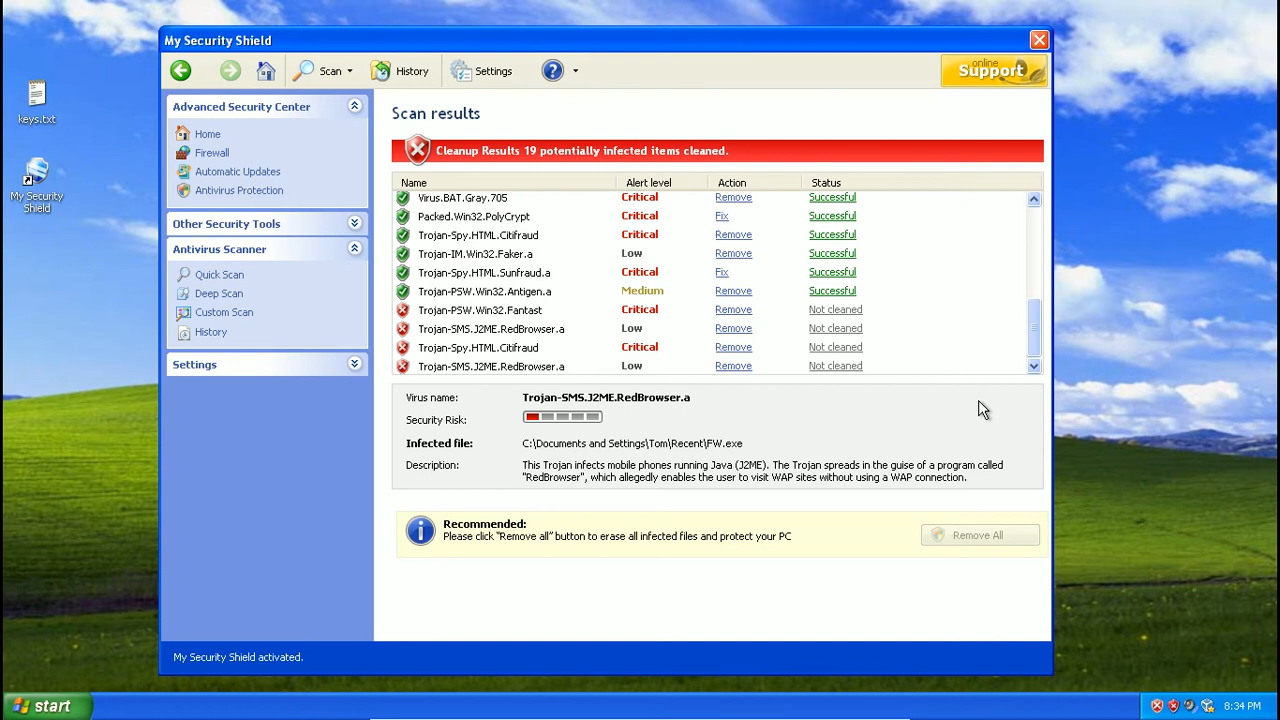 My Security Shield
keys.txt
My Security
Shield
Scan
History
Settings
online
Support
Advanced Security Center
Home
Firewall
Automatic Updates
Antivirus Protection
Other Security Tools
Antivirus Scanner
Quick Scan
Deep Scan
Custom Scan
History
Settings
Scan results
Cleanup Results 19 potentially infected items cleaned.
Name Alert level Action Status
Virus.BAT.Gray.705 Critical Remove Successful
Packed.Win32.PolyCrypt Critical Fix Successful
Trojan-Spy.HTML.Citifraud Critical Remove Successful
Trojan-IM.Win32.Faker.a Low Remove Successful
Trojan-Spy.HTML.Sunfraud.a Critical Fix Successful
Trojan-PSW.Win32.Antigen.a Medium Remove Successful
Trojan-PSW.Win32.Fantast Critical Remove Not cleaned
Trojan-SMS.J2ME.RedBrowser.a Low Remove Not cleaned
Trojan-Spy.HTML.Citifraud Critical Remove Not cleaned
Trojan-SMS.J2ME.RedBrowser.a Low Remove Not cleaned
Virus name: Trojan-SMS.J2ME.RedBrowser.a
Security Risk:
Infected file: C:\Documents and Settings\Tom\Recent\FW.exe
Description: This Trojan infects mobile phones running Java (J2ME). The Trojan spreads in the guise of a program called
"RedBrowser", which allegedly enables the user to visit WAP sites without using a WAP connection.
Recommended:
Please click "Remove all" button to erase all infected files and protect your PC
Remove All
My Security Shield activated.
start
8:34 PM